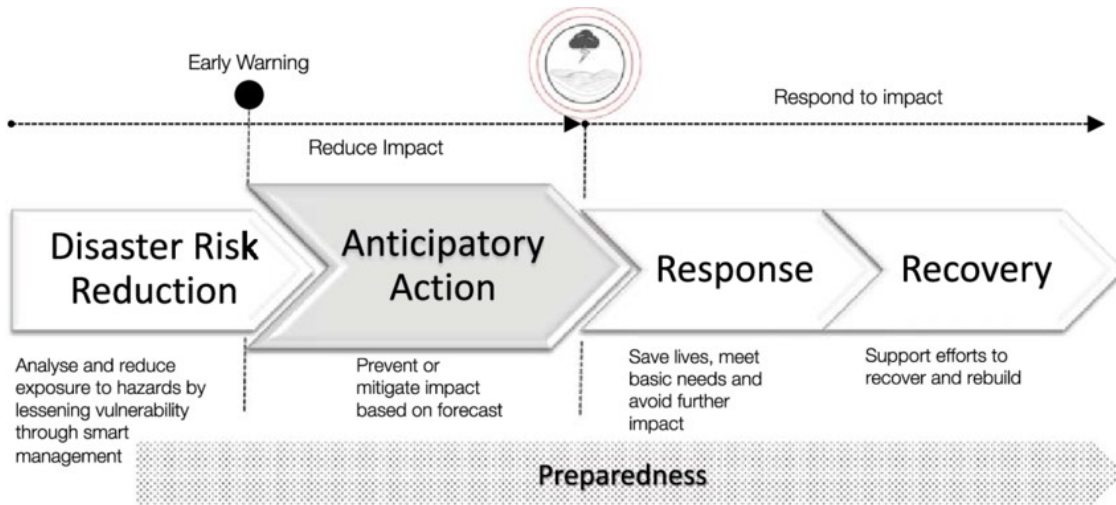 Early Warning
Respond to impact
Reduce Impact
Disaster Risk
Reduction
Anticipatory
Action
Response
Recovery
Analyse and reduce
exposure to hazards by
lessening vulnerability
through smart
management
Prevent or
mitigate impact
based on forecast
Save lives, meet
basic needs and
avoid further
impact
Support efforts to
recover and rebuild
Preparedness